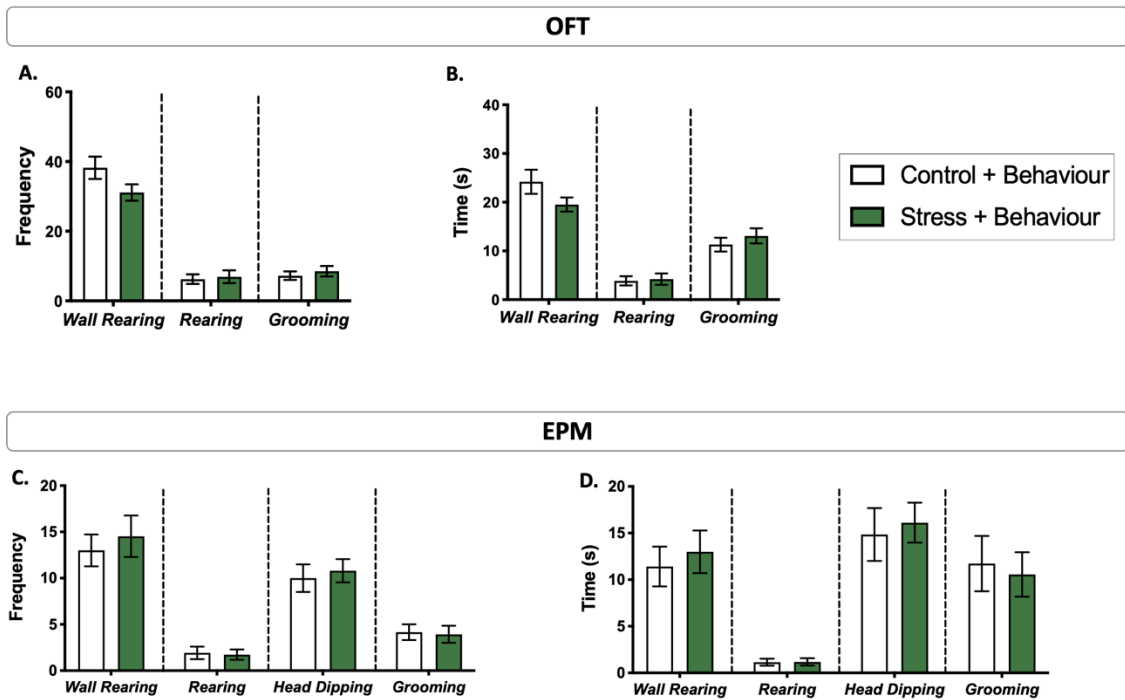 OFT
A.
60
40
20
0
Frequency
Wall Rearing Rearing Grooming
B.
40
30
20
10
0
Time (s)
Wall Rearing Rearing Grooming
Control + Behaviour
Stress + Behaviour
EPM
C.
20
15
10
5
0
Frequency
Wall Rearing Rearing Head Dipping Grooming
D.
20
15
10
5
0
Time (s)
Wall Rearing Rearing Head Dipping Grooming